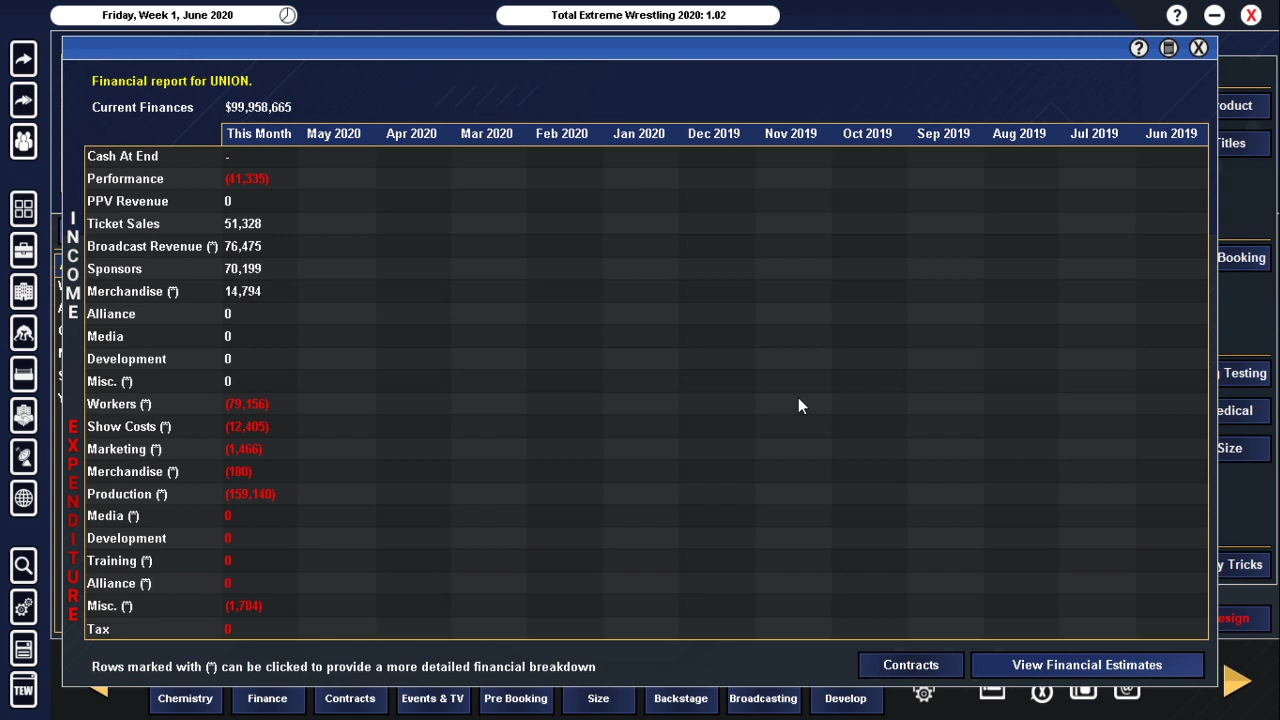 Friday, Week 1, June 2020
Total Extreme Wrestling 2020: 1.02
?
X
?
X
Financial report for UNION.
Current Finances $99,958,665
This Month May 2020 Apr 2020 Mar 2020 Feb 2020 Jan 2020 Dec 2019 Nov 2019 Oct 2019 Sep 2019 Aug 2019 Jul 2019 Jun 2019
INCOME
Cash At End -
Performance (41,335)
PPV Revenue 0
Ticket Sales 51,328
Broadcast Revenue (*) 76,475
Sponsors 70,199
Merchandise (*) 14,794
Alliance 0
Media 0
Development 0
Misc. (*) 0
EXPENDITURE
Workers (*) (79,156)
Show Costs (*) (12,405)
Marketing (*) (1,466)
Merchandise (*) (180)
Production (*) (159,140)
Media (*) 0
Development 0
Training (*) 0
Alliance (*) 0
Misc. (*) (1,784)
Tax 0
Rows marked with (*) can be clicked to provide a more detailed financial breakdown
Contracts
View Financial Estimates
oduct
Titles
Booking
Testing
edical
Size
y Tricks
esign
TEW
Chemistry Finance Contracts Events & TV Pre Booking Size Backstage Broadcasting Develop